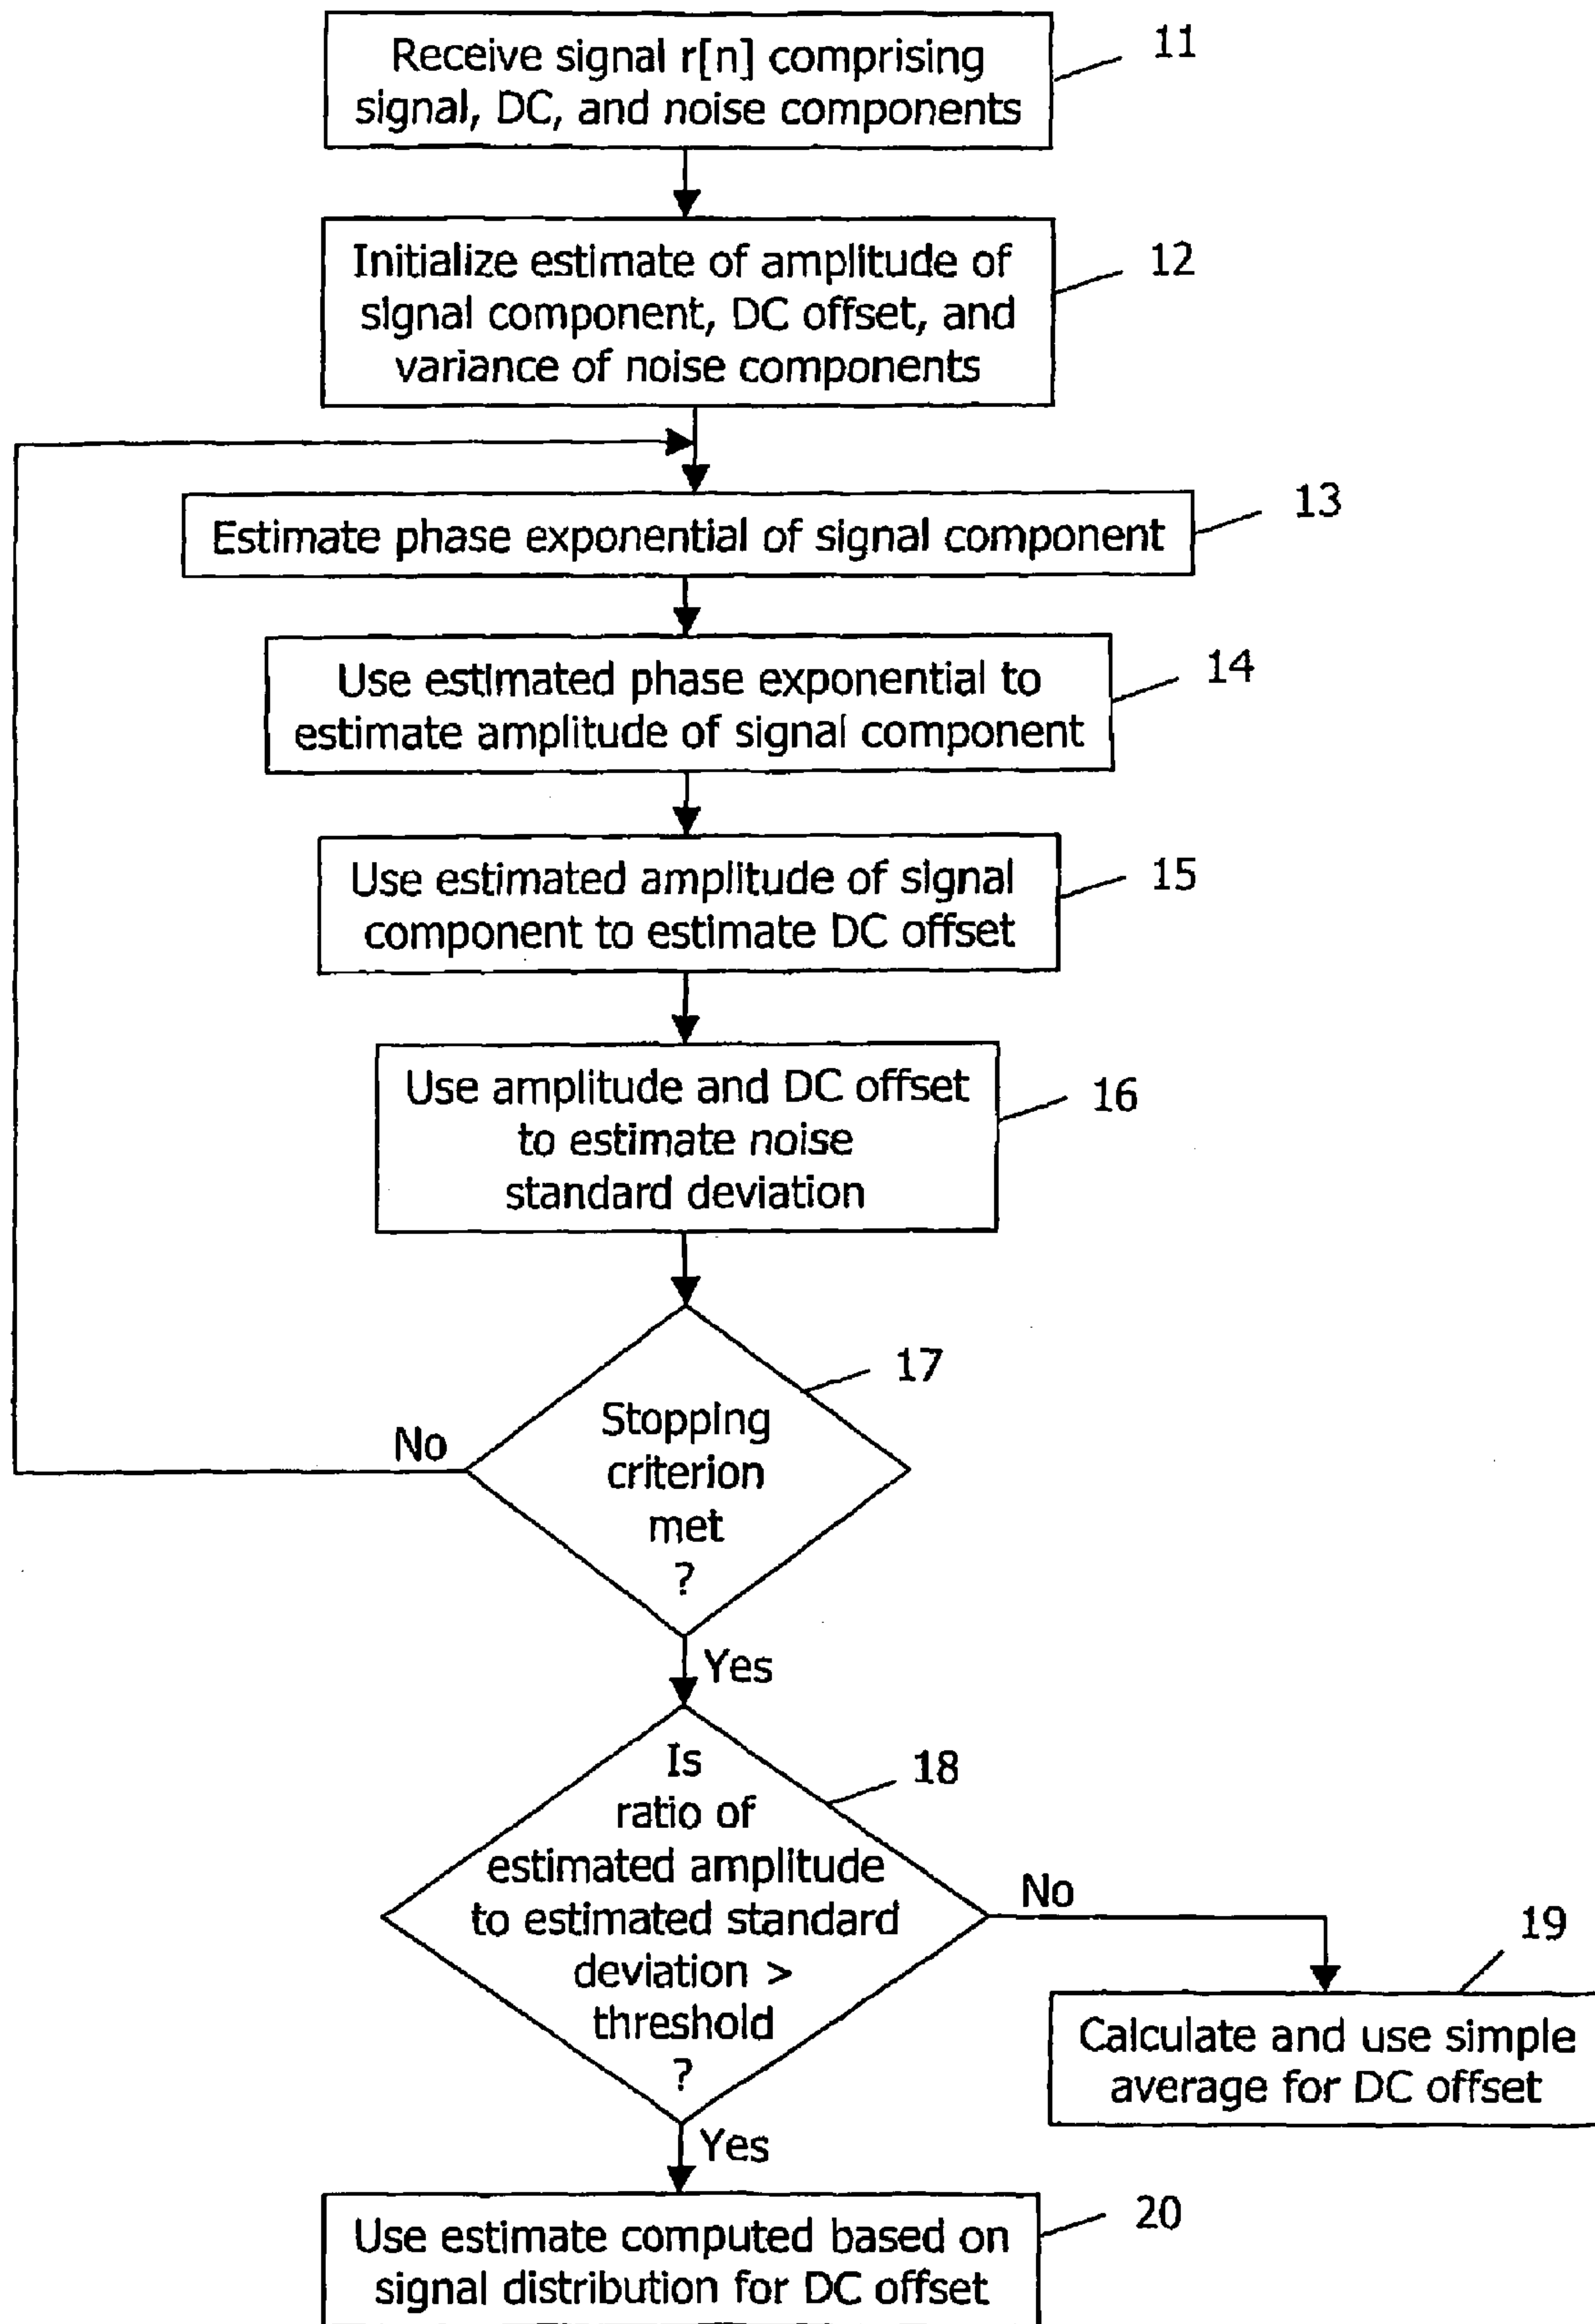 Receive signal r[n] comprising
signal, DC, and noise components
11
Initialize estimate of amplitude of
signal component, DC offset, and
variance of noise components
12
Estimate phase exponential of signal component
13
Use estimated phase exponential to
estimate amplitude of signal component
14
Use estimated amplitude of signal
component to estimate DC offset
15
Use amplitude and DC offset
to estimate noise
standard deviation
16
Stopping
criterion
met
?
17
No
Yes
Is
ratio of
estimated amplitude
to estimated standard
deviation >
threshold
?
18
No
19
Calculate and use simple
average for DC offset
Yes
Use estimate computed based on
signal distribution for DC offset
20